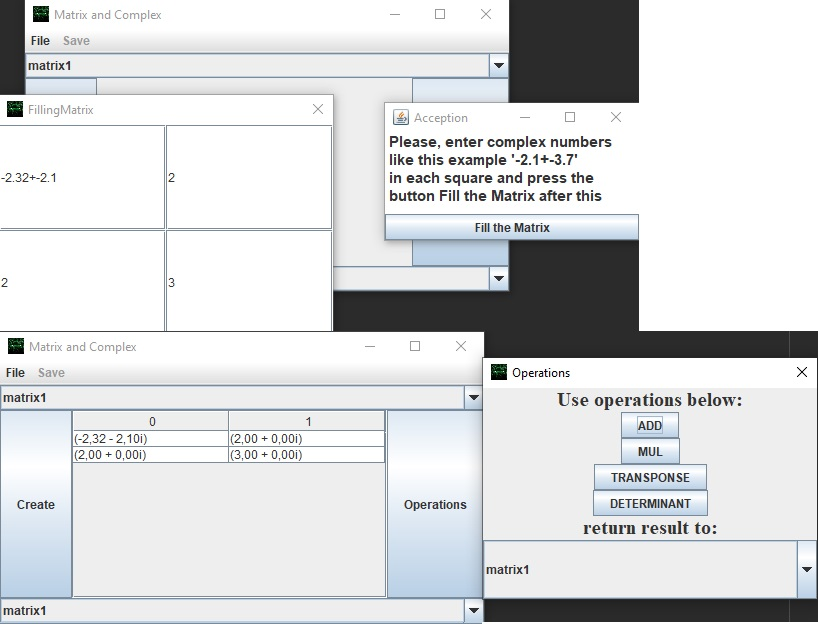 Matrix and Complex
File Save
matrix1
FillingMatrix
-2.32+-2.1 2
2 3
Acception
Please, enter complex numbers
like this example '-2.1+-3.7'
in each square and press the
button Fill the Matrix after this
Fill the Matrix
Matrix and Complex
File Save
matrix1
0 1
(-2,32 - 2,10i) (2,00 + 0,00i)
(2,00 + 0,00i) (3,00 + 0,00i)
Create
Operations
matrix1
Operations
Use operations below:
ADD
MUL
TRANSPONSE
DETERMINANT
return result to:
matrix1